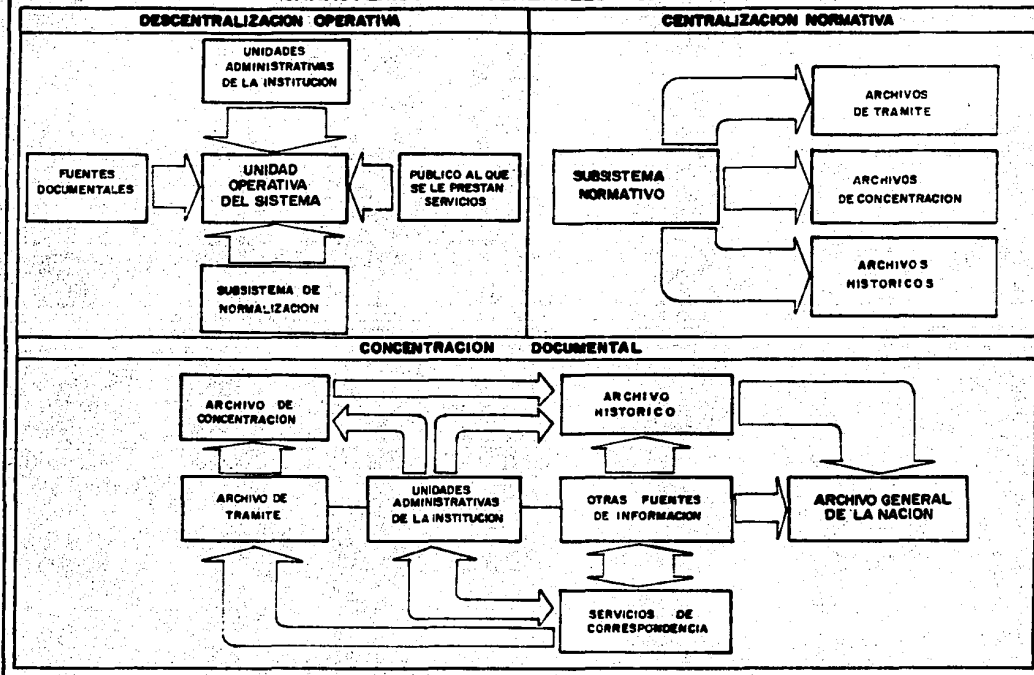 DESCENTRALIZACION OPERATIVA
UNIDADES
ADMINISTRATIVAS
DE LA INSTITUCION
FUENTES
DOCUMENTALES
UNIDAD
OPERATIVA
DEL SISTEMA
PUBLICO AL QUE
SE LE PRESTAN
SERVICIOS
SUBSISTEMA DE
NORMALIZACION
CENTRALIZACION NORMATIVA
SUBSISTEMA
NORMATIVO
ARCHIVOS
DE TRAMITE
ARCHIVOS
DE CONCENTRACION
ARCHIVOS
HISTORICOS
CONCENTRACION DOCUMENTAL
ARCHIVO DE
CONCENTRACION
ARCHIVO
HISTORICO
ARCHIVO DE
TRAMITE
UNIDADES
ADMINISTRATIVAS
DE LA INSTITUCION
OTRAS FUENTES
DE INFORMACION
ARCHIVO GENERAL
DE LA NACION
SERVICIOS DE
CORRESPONDENCIA